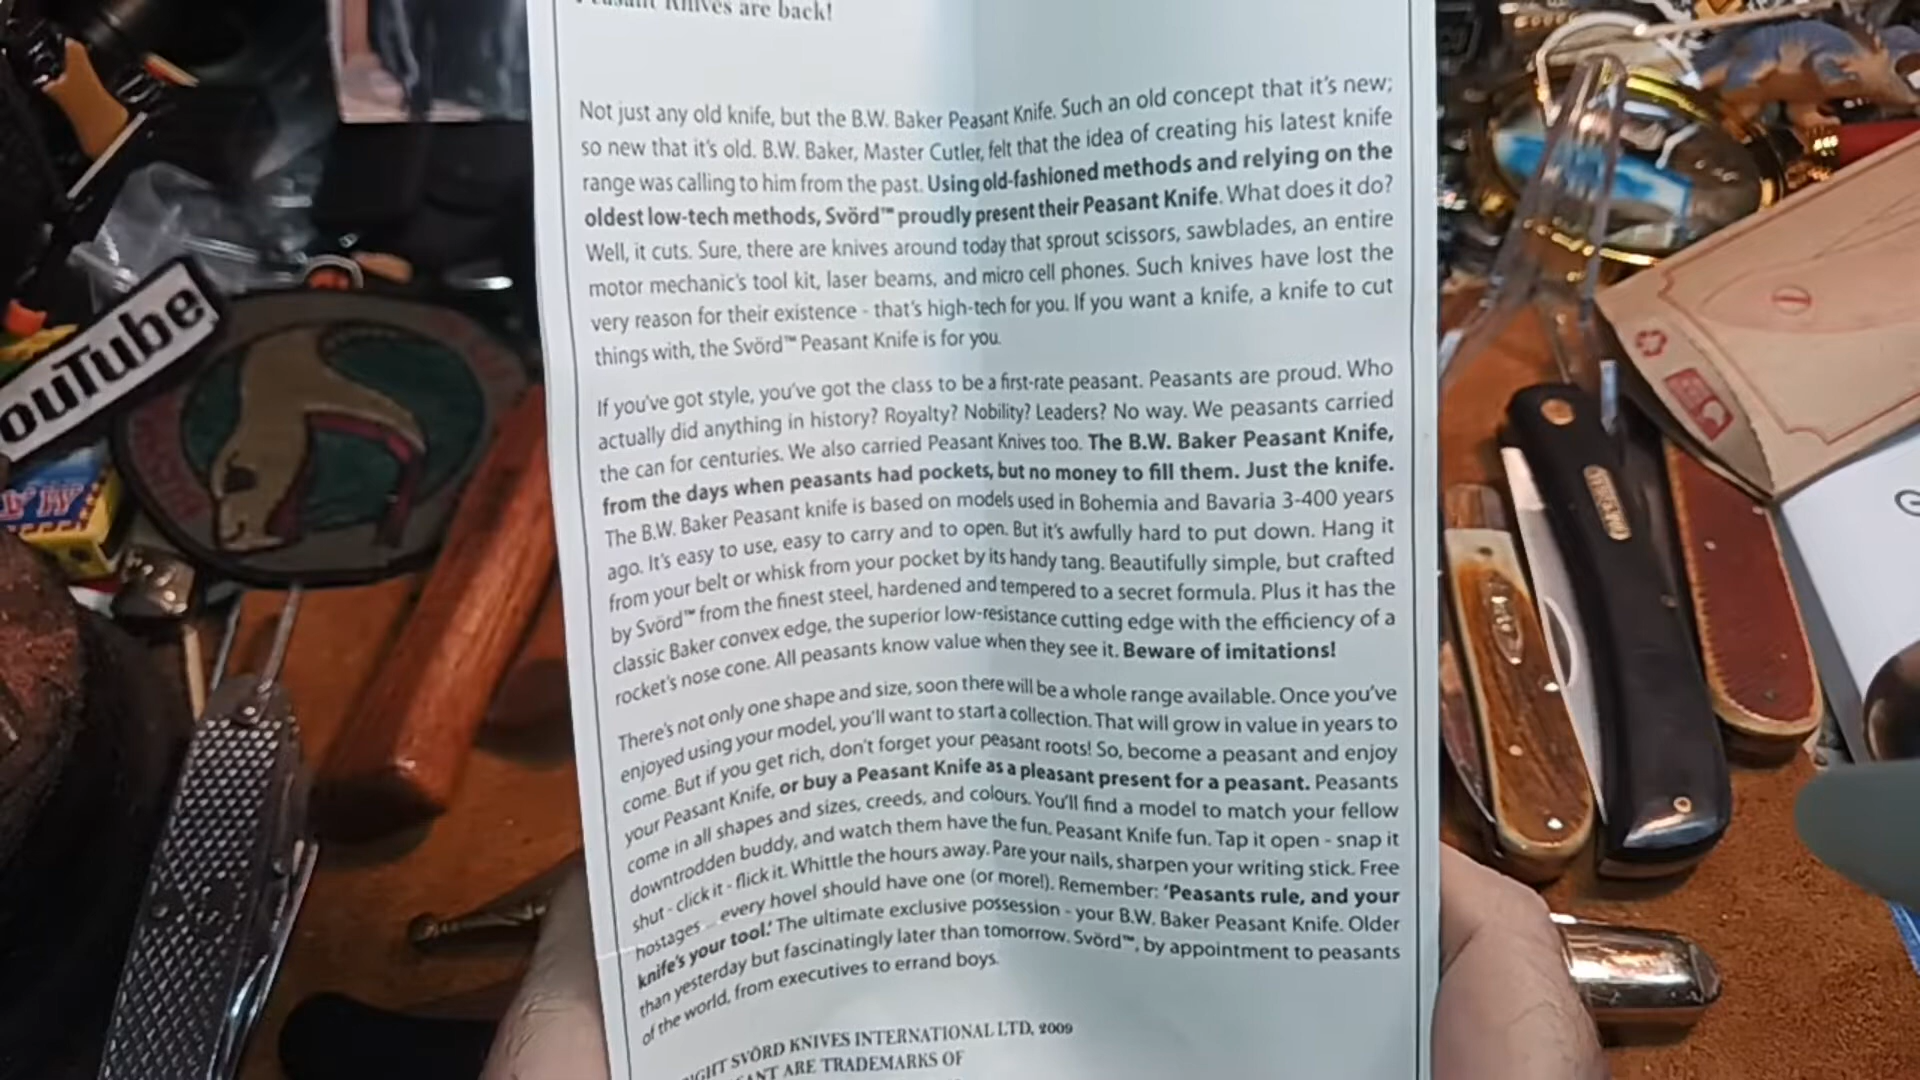 Peasant Knives are back!
Not just any old knife, but the B.W. Baker Peasant Knife. Such an old concept that it's new;
so new that it's old. B.W. Baker, Master Cutler, felt that the idea of creating his latest knife
range was calling to him from the past. Using old-fashioned methods and relying on the
oldest low-tech methods, Svörd™ proudly present their Peasant Knife. What does it do?
Well, it cuts. Sure, there are knives around today that sprout scissors, sawblades, an entire
motor mechanic's tool kit, laser beams, and micro cell phones. Such knives have lost the
very reason for their existence - that's high-tech for you. If you want a knife, a knife to cut
things with, the Svörd™ Peasant Knife is for you.
If you've got style, you've got the class to be a first-rate peasant. Peasants are proud. Who
actually did anything in history? Royalty? Nobility? Leaders? No way. We peasants carried
the can for centuries. We also carried Peasant Knives too. The B.W. Baker Peasant Knife,
from the days when peasants had pockets, but no money to fill them. Just the knife.
The B.W. Baker Peasant knife is based on models used in Bohemia and Bavaria 3-400 years
ago. It's easy to use, easy to carry and to open. But it's awfully hard to put down. Hang it
from your belt or whisk from your pocket by its handy tang. Beautifully simple, but crafted
by Svörd™ from the finest steel, hardened and tempered to a secret formula. Plus it has the
classic Baker convex edge, the superior low-resistance cutting edge with the efficiency of a
rocket's nose cone. All peasants know value when they see it. Beware of imitations!
There's not only one shape and size, soon there will be a whole range available. Once you've
enjoyed using your model, you'll want to start a collection. That will grow in value in years to
come. But if you get rich, don't forget your peasant roots! So, become a peasant and enjoy
your Peasant Knife, or buy a Peasant Knife as a pleasant present for a peasant. Peasants
come in all shapes and sizes, creeds, and colours. You'll find a model to match your fellow
downtrodden buddy, and watch them have the fun. Peasant Knife fun. Tap it open - snap it
shut - click it - flick it. Whittle the hours away. Pare your nails, sharpen your writing stick. Free
hostages... every hovel should have one (or more!). Remember: 'Peasants rule, and your
knife's your tool.' The ultimate exclusive possession - your B.W. Baker Peasant Knife. Older
than yesterday but fascinatingly later than tomorrow. Svörd™, by appointment to peasants
of the world, from executives to errand boys.
SVÖRD KNIVES INTERNATIONAL LTD, 2009
ARE TRADEMARKS OF
ouTube